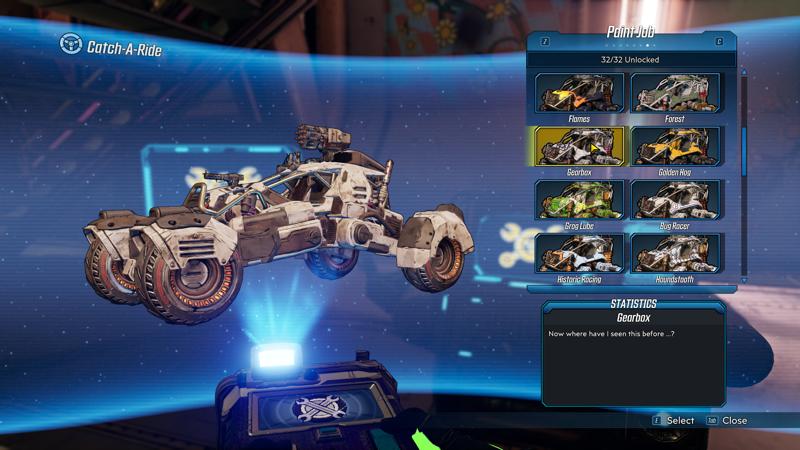 Catch-A-Ride
Paint Job
Z
C
32/32 Unlocked
Flames
Forest
Gearbox
Golden Hog
Grog Lube
Bug Racer
Historic Racing
Houndstooth
STATISTICS
Gearbox
Now where have I seen this before ...?
E Select
Tab Close